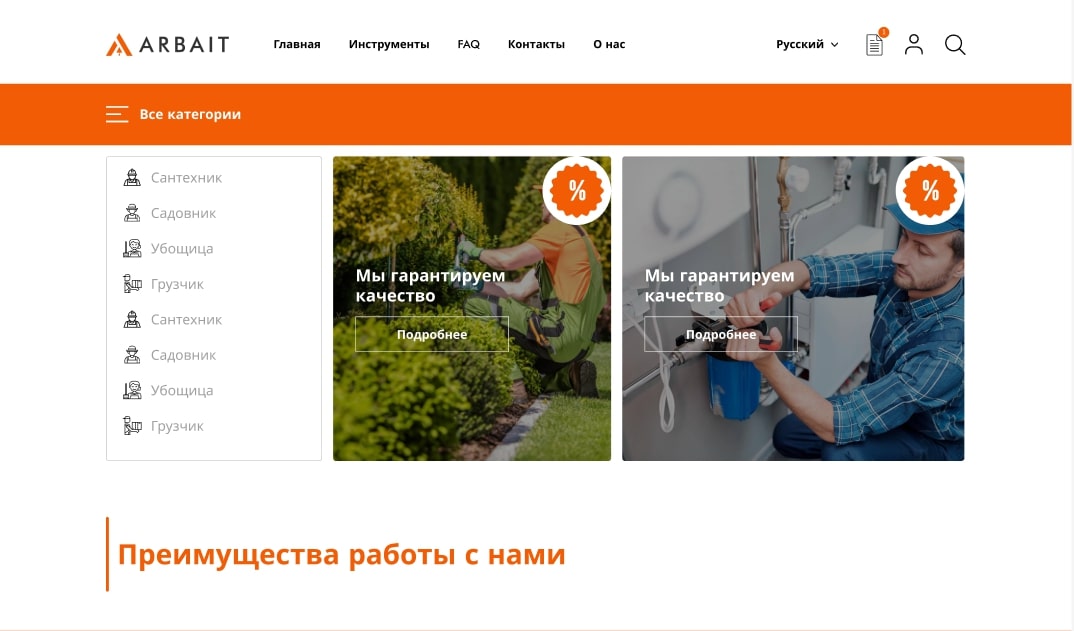 ARBAIT
Главная Инструменты FAQ Контакты О нас
Русский
1
Все категории
Сантехник
Садовник
Убощица
Грузчик
Сантехник
Садовник
Убощица
Грузчик
%
Мы гарантируем
качество
Подробнее
%
Мы гарантируем
качество
Подробнее
Преимущества работы с нами